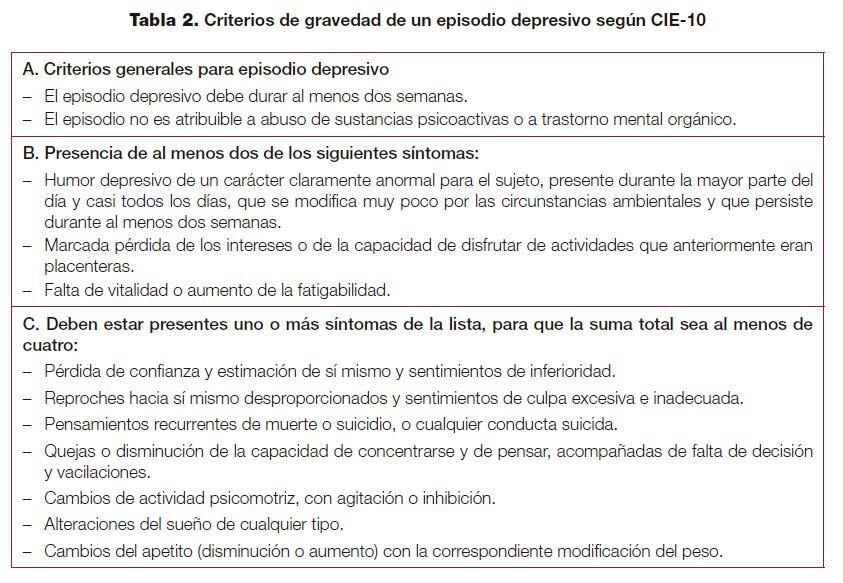 Tabla 2. Criterios de gravedad de un episodio depresivo según CIE-10
A. Criterios generales para episodio depresivo
– El episodio depresivo debe durar al menos dos semanas.
– El episodio no es atribuible a abuso de sustancias psicoactivas o a trastorno mental orgánico.
B. Presencia de al menos dos de los siguientes síntomas:
– Humor depresivo de un carácter claramente anormal para el sujeto, presente durante la mayor parte del
día y casi todos los días, que se modifica muy poco por las circunstancias ambientales y que persiste
durante al menos dos semanas.
– Marcada pérdida de los intereses o de la capacidad de disfrutar de actividades que anteriormente eran
placenteras.
– Falta de vitalidad o aumento de la fatigabilidad.
C. Deben estar presentes uno o más síntomas de la lista, para que la suma total sea al menos de
cuatro:
– Pérdida de confianza y estimación de sí mismo y sentimientos de inferioridad.
– Reproches hacia sí mismo desproporcionados y sentimientos de culpa excesiva e inadecuada.
– Pensamientos recurrentes de muerte o suicidio, o cualquier conducta suicida.
– Quejas o disminución de la capacidad de concentrarse y de pensar, acompañadas de falta de decisión
y vacilaciones.
– Cambios de actividad psicomotriz, con agitación o inhibición.
– Alteraciones del sueño de cualquier tipo.
– Cambios del apetito (disminución o aumento) con la correspondiente modificación del peso.